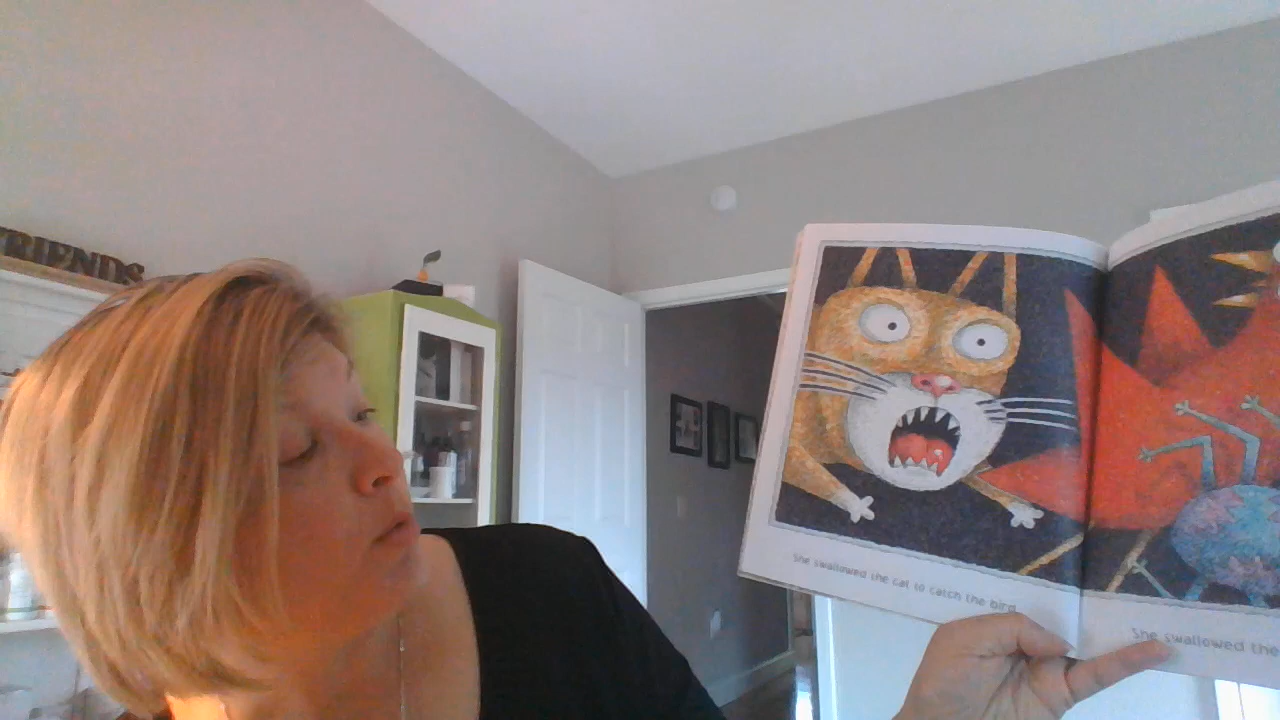 FRIENDS
She swallowed the cat to catch the bird.
She swallowed the